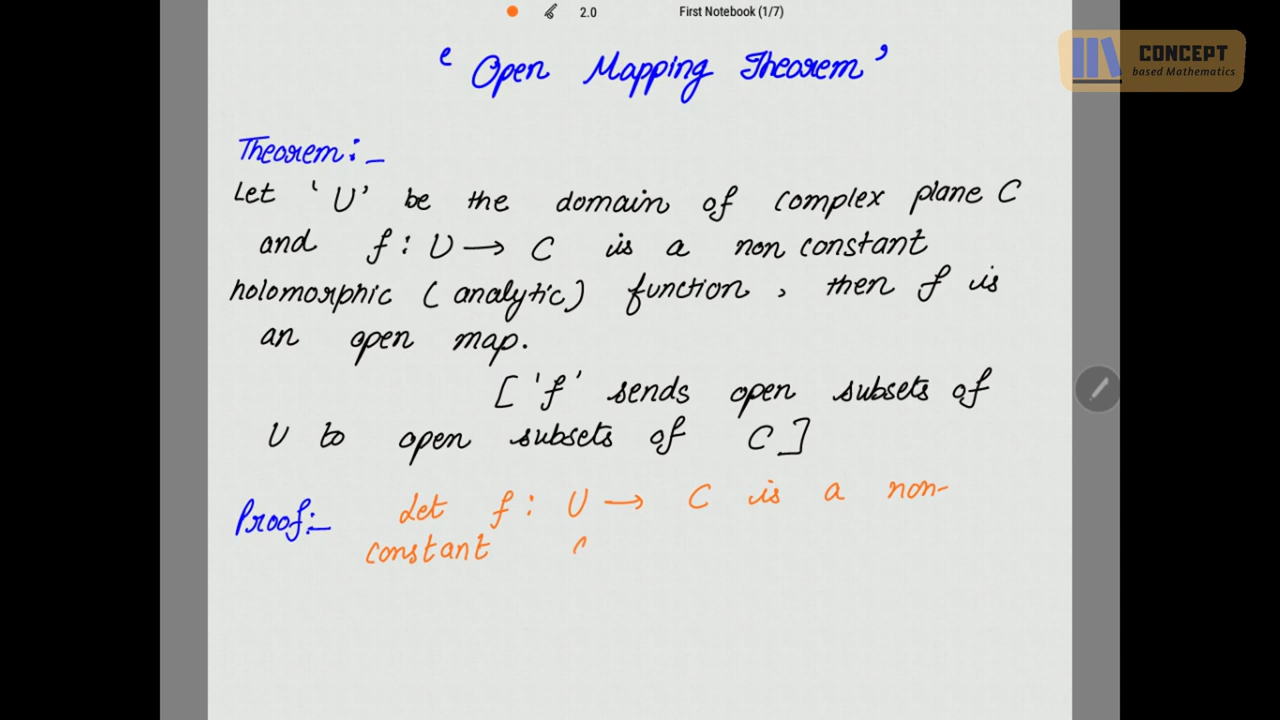 2.0 First Notebook (1/7)
CONCEPT
based Mathematics
‘ Open Mapping Theorem ’
Theorem :-
Let ‘ U ’ be the domain of complex plane C
and f : U → C is a non constant
holomorphic ( analytic ) function , then f is
an open map.
[ ‘ f ’ sends open subsets of
U to open subsets of C ]
Proof :- Let f : U → C is a non-
constant